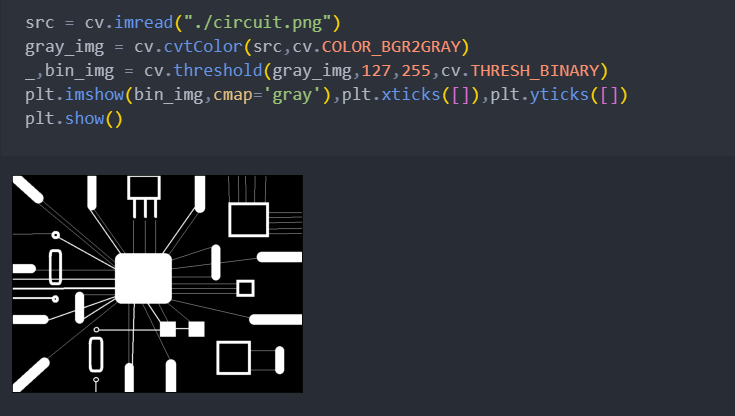 src = cv.imread("./circuit.png")
gray_img = cv.cvtColor(src,cv.COLOR_BGR2GRAY)
_,bin_img = cv.threshold(gray_img,127,255,cv.THRESH_BINARY)
plt.imshow(bin_img,cmap='gray'),plt.xticks([]),plt.yticks([])
plt.show()